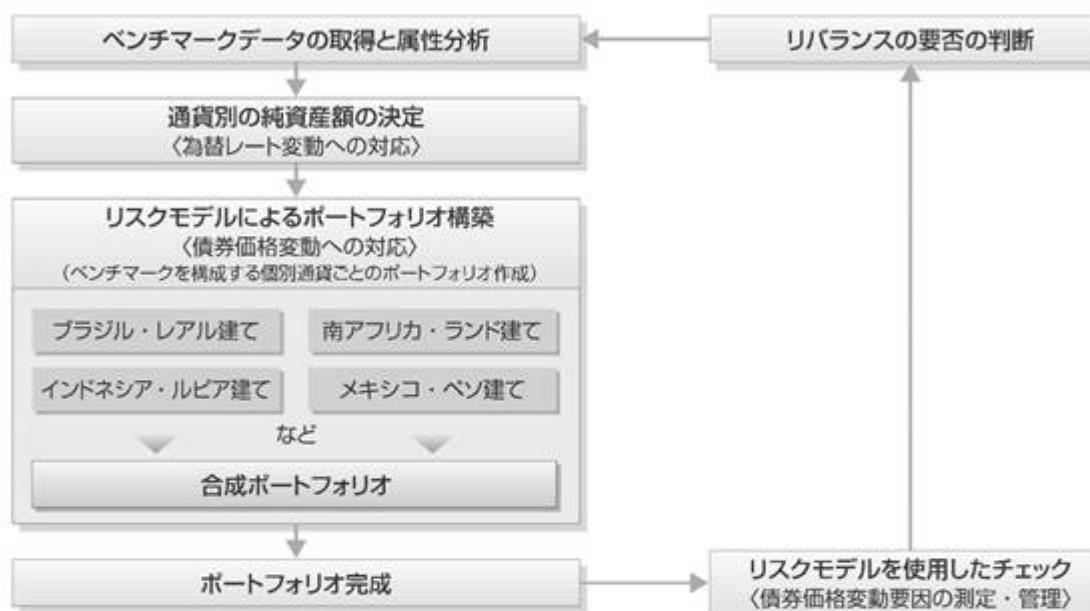 ベンチマークデータの取得と属性分析
リバランスの要否の判断
通貨別の純資産額の決定
〈為替レート変動への対応〉
リスクモデルによるポートフォリオ構築
〈債券価格変動への対応〉
(ベンチマークを構成する個別通貨ごとのポートフォリオ作成)
ブラジル・レアル建て
南アフリカ・ランド建て
インドネシア・ルピア建て
メキシコ・ペソ建て
など
合成ポートフォリオ
ポートフォリオ完成
リスクモデルを使用したチェック
〈債券価格変動要因の測定・管理〉